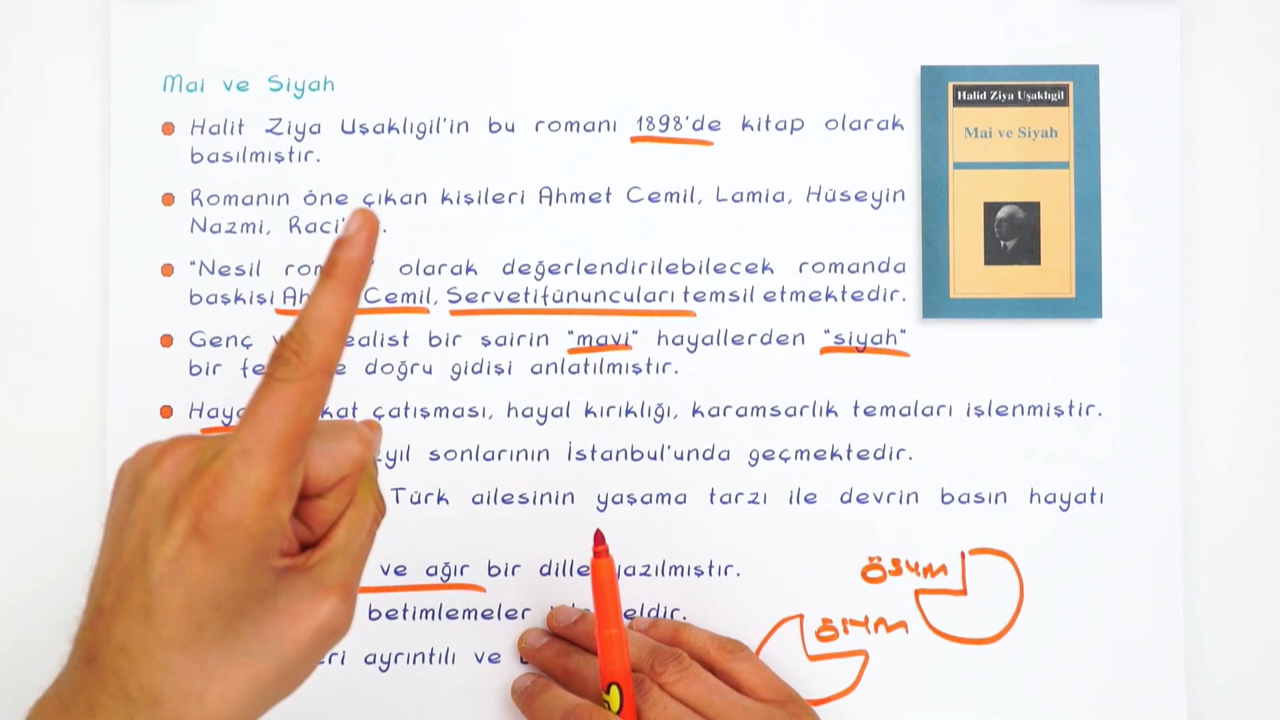 Mai ve Siyah
Halit Ziya Uşaklıgil'in bu romanı 1898'de kitap olarak
basılmıştır.
Romanın öne çıkan kişileri Ahmet Cemil, Lamia, Hüseyin
Nazmi,
"Nesil olarak değerlendirilebilecek romanda
başkişi Cemil, Servetifünuncuları temsil etmektedir.
Genç bir şairin "mavi" hayallerden "siyah"
bir doğru gidişi anlatılmıştır.
çatışması, hayal kırıklığı, karamsarlık temaları işlenmiştir.
sonlarının İstanbul'unda geçmektedir.
Türk ailesinin yaşama tarzı ile devrin basın hayatı
ve ağır bir dille yazılmıştır.
betimlemeler
ayrıntılı ve
Halid Ziya Uşaklıgil
Mai ve Siyah
ÖSYM